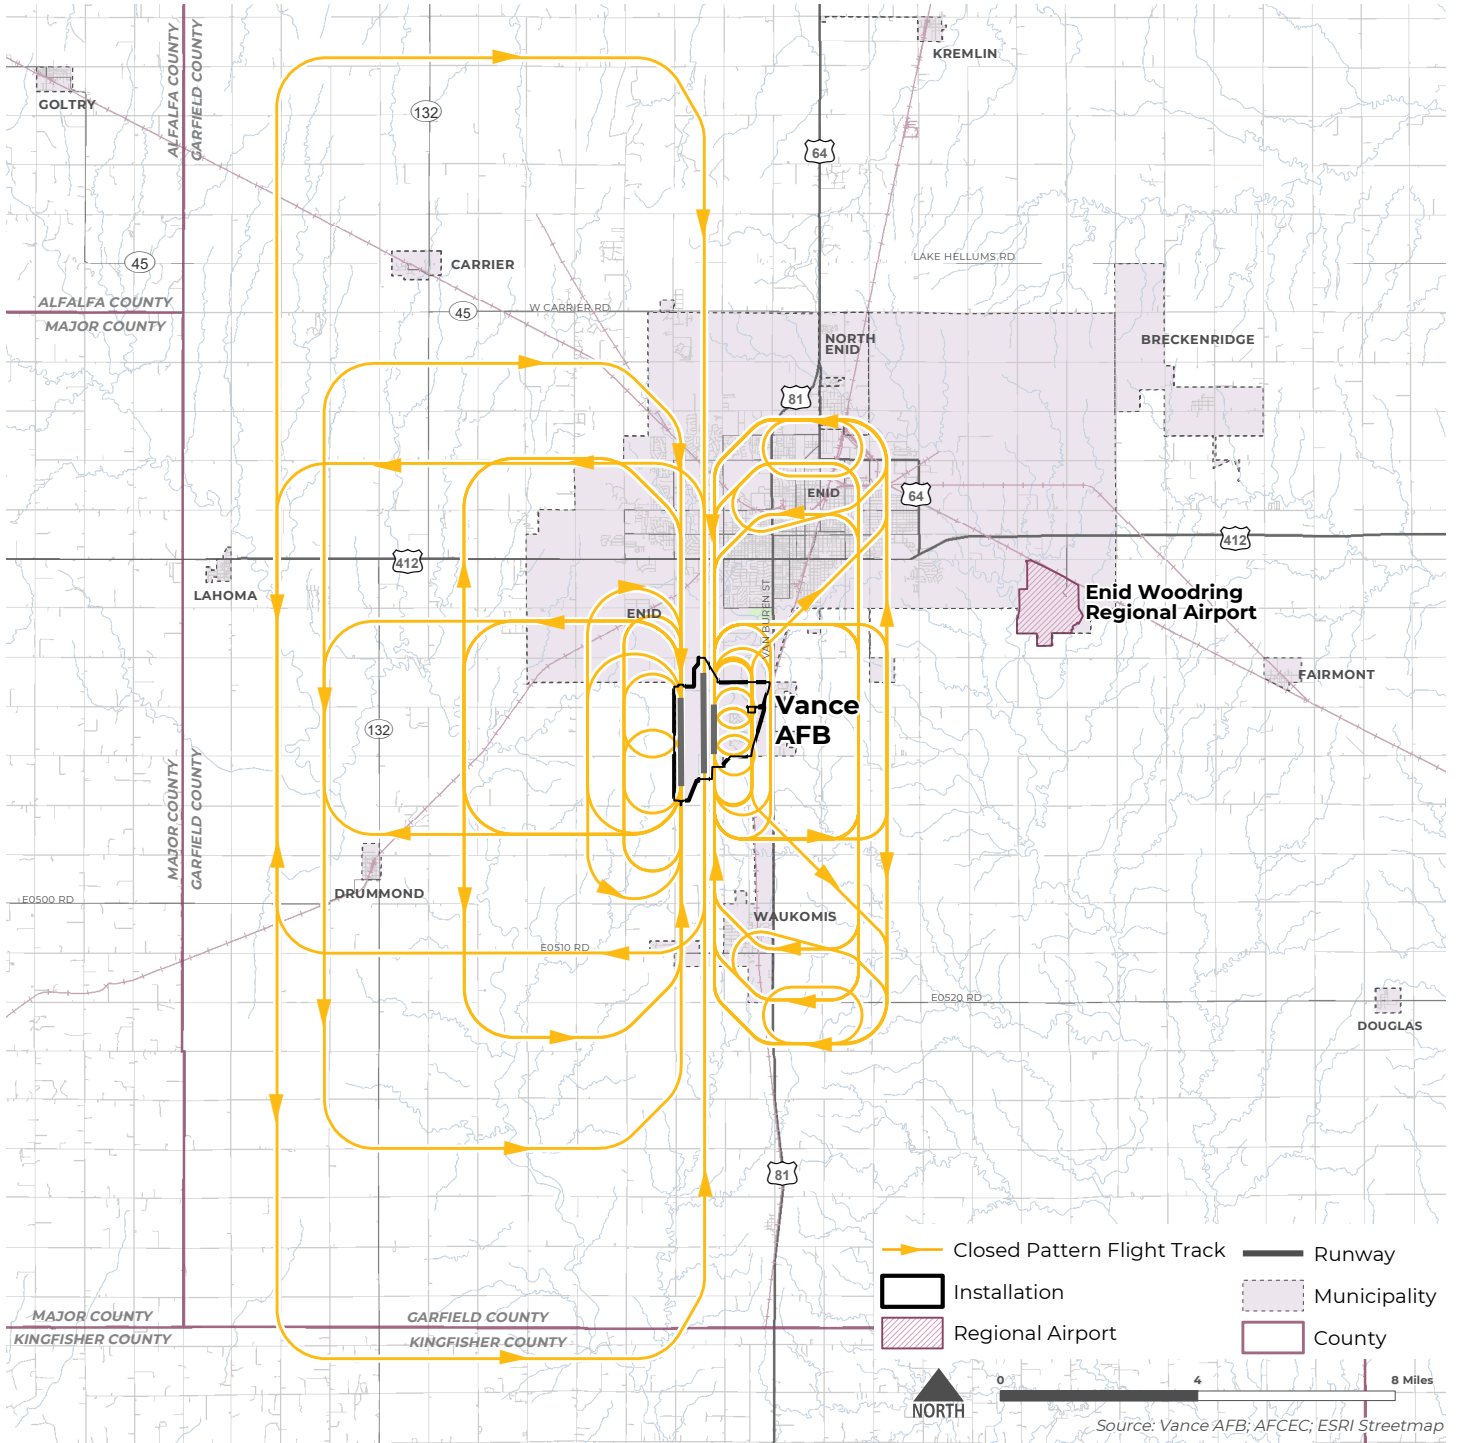 KREMLIN
GOLTRY
ALFALFA COUNTY
GARFIELD COUNTY
132
64
45
CARRIER
LAKE HELLUMS RD
ALFALFA COUNTY
MAJOR COUNTY
45
W CARRIER RD
NORTH
ENID
BRECKENRIDGE
81
ENID
64
412
412
LAHOMA
ENID
VAN BUREN ST
Enid Woodring
Regional Airport
FAIRMONT
132
Vance
AFB
MAJOR COUNTY
GARFIELD COUNTY
DRUMMOND
E0500 RD
WAUKOMIS
E0510 RD
E0520 RD
DOUGLAS
81
MAJOR COUNTY
KINGFISHER COUNTY
GARFIELD COUNTY
KINGFISHER COUNTY
Closed Pattern Flight Track
Installation
Regional Airport
Runway
Municipality
County
NORTH
0 4 8 Miles
Source: Vance AFB; AFCEC; ESRI Streetmap